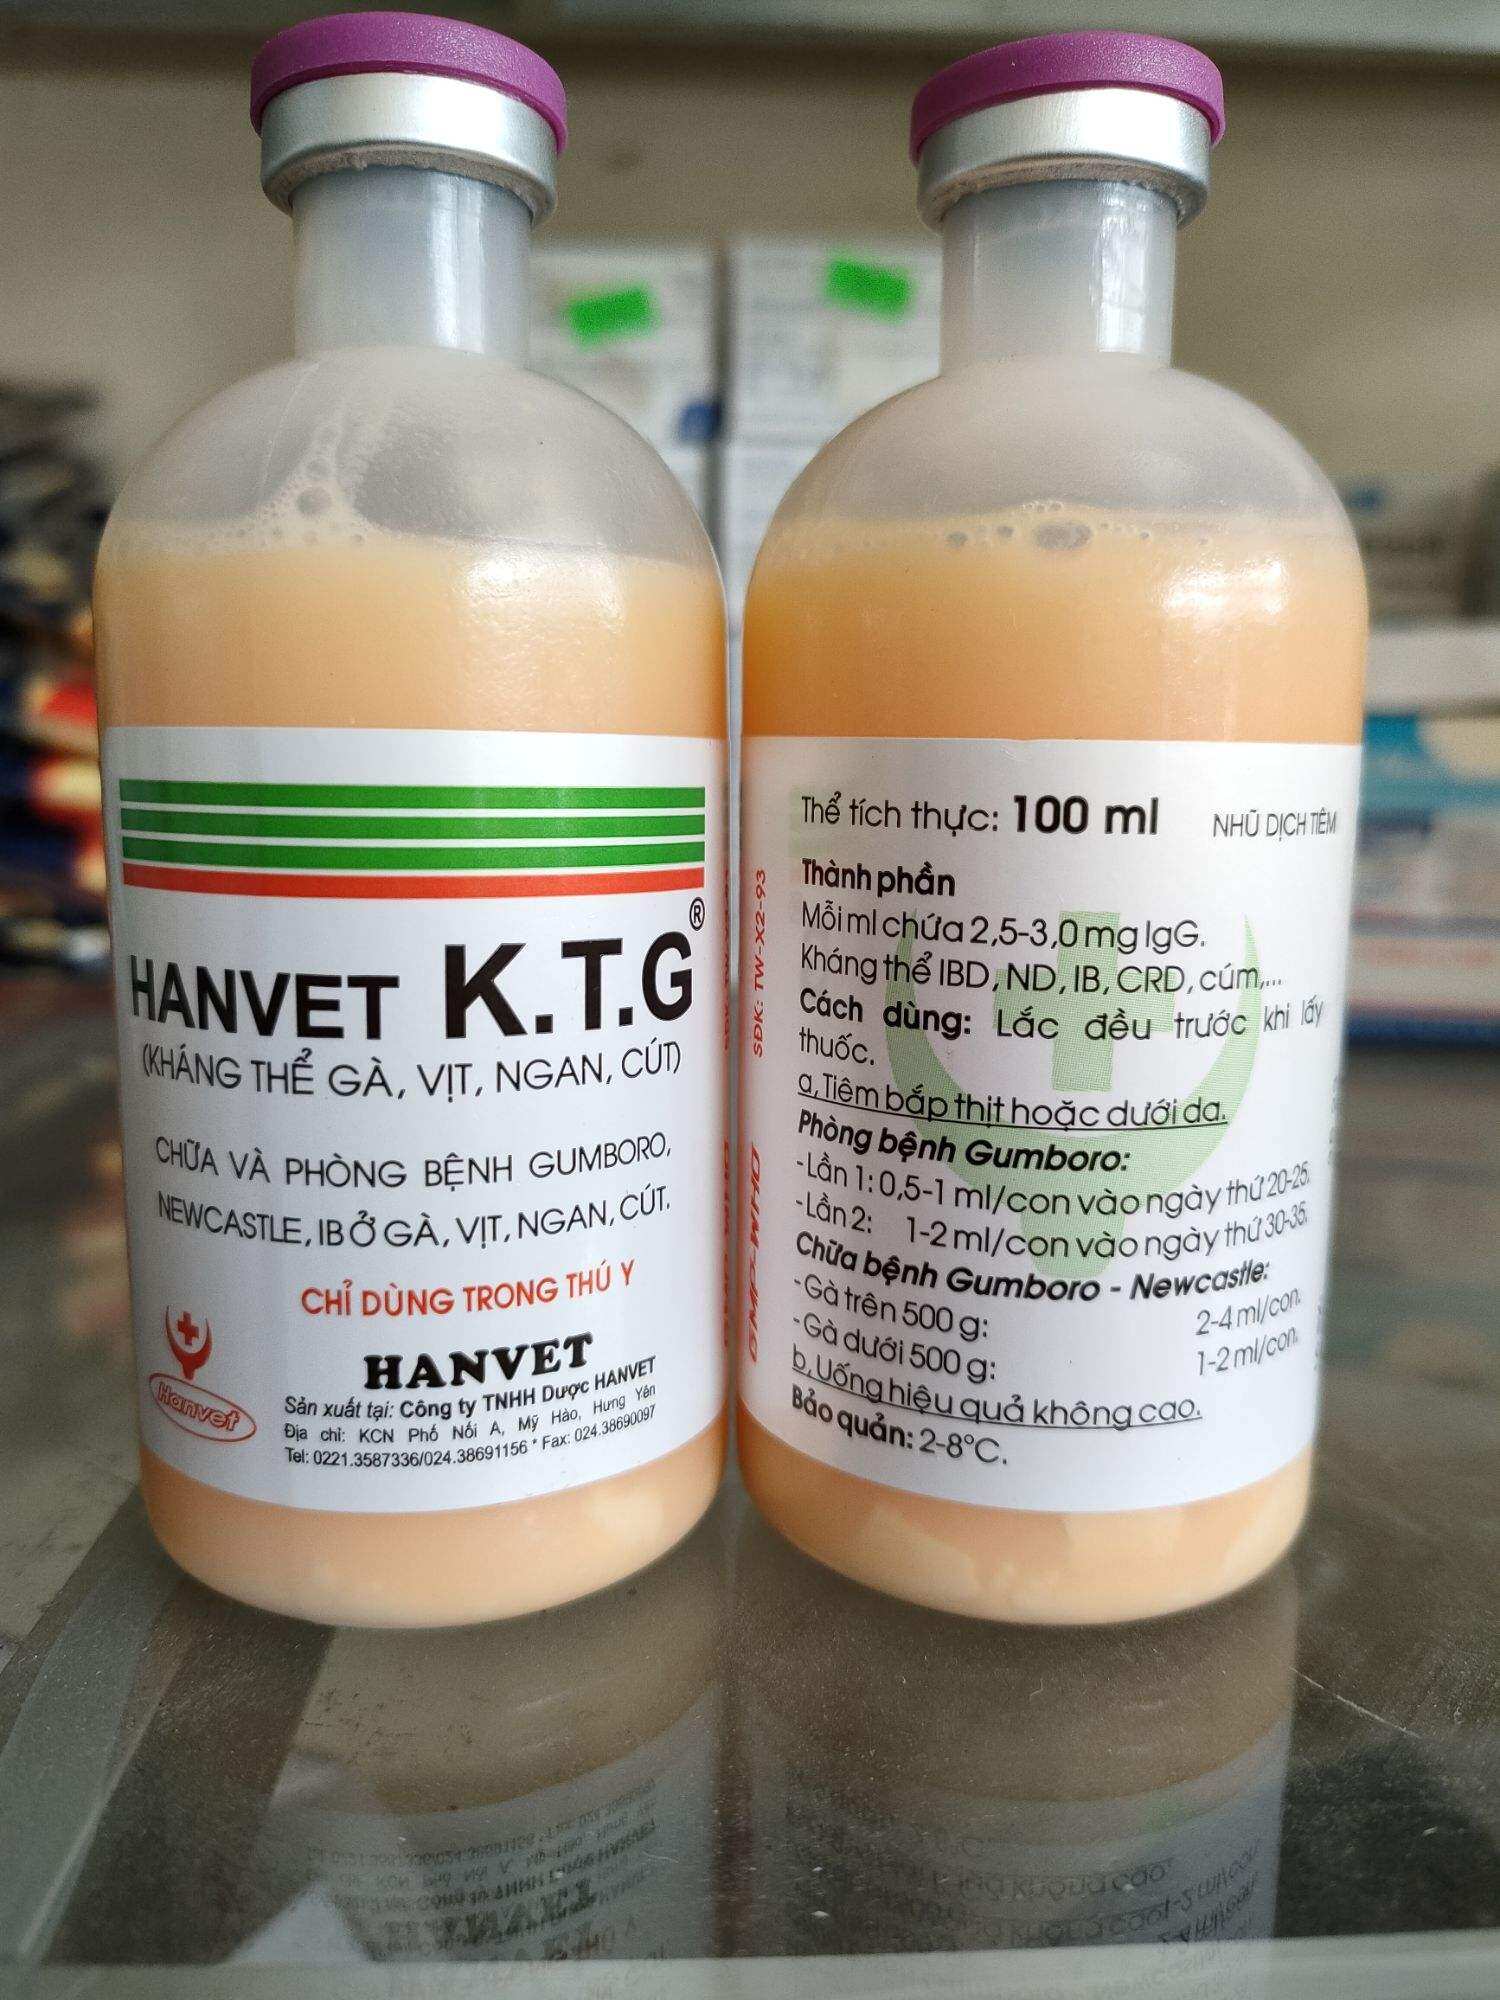 HANVET K.T.G®
(KHÁNG THỂ GÀ, VỊT, NGAN, CÚT)
CHỮA VÀ PHÒNG BỆNH GUMBORO,
NEWCASTLE, IB Ở GÀ, VỊT, NGAN, CÚT.
CHỈ DÙNG TRONG THÚ Y
Hanvet
HANVET
Sản xuất tại: Công ty TNHH Dược HANVET
Địa chỉ: KCN Phố Nối A, Mỹ Hào, Hưng Yên
Tel: 0221.3587336/024.38691156 * Fax: 024.38690097
SĐK: TW-X2-93
GMP-WHO
Thể tích thực: 100 ml NHŨ DỊCH TIÊM
Thành phần
Mỗi ml chứa 2,5-3,0 mg IgG.
Kháng thể IBD, ND, IB, CRD, cúm,...
Cách dùng: Lắc đều trước khi lấy
thuốc.
a, Tiêm bắp thịt hoặc dưới da.
Phòng bệnh Gumboro:
-Lần 1: 0,5-1 ml/con vào ngày thứ 20-25.
-Lần 2: 1-2 ml/con vào ngày thứ 30-35.
Chữa bệnh Gumboro - Newcastle:
-Gà trên 500 g: 2-4 ml/con.
-Gà dưới 500 g: 1-2 ml/con.
b, Uống hiệu quả không cao.
Bảo quản: 2-8°C.